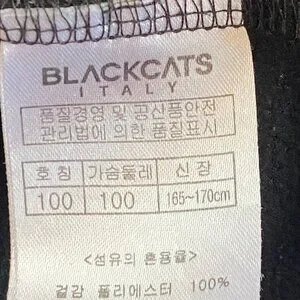 BLACKCATS
ITALY
품질경영 및 공산품안전
관리법에 의한 품질표시
호 칭 가슴둘레 신 장
100 100 165~170cm
<섬유의 혼용율>
겉감 폴리에스터 100%